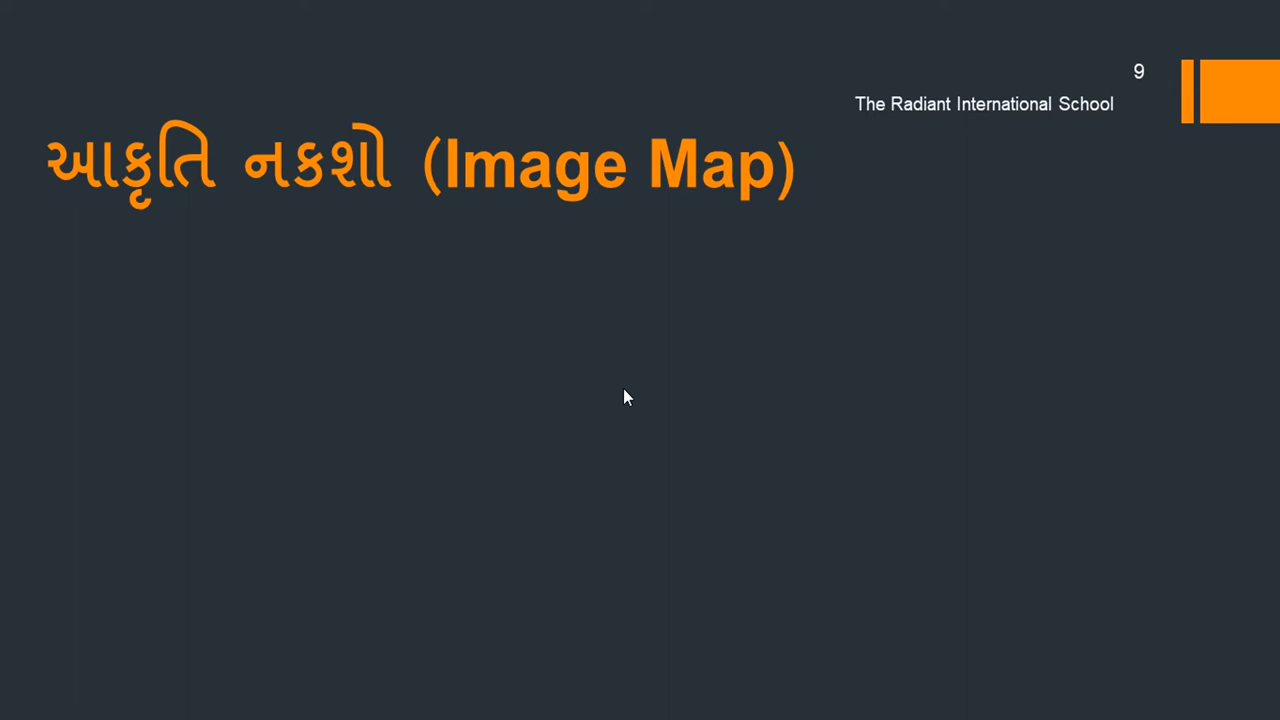 9
The Radiant International School
આકૃતિ નકશો (Image Map)